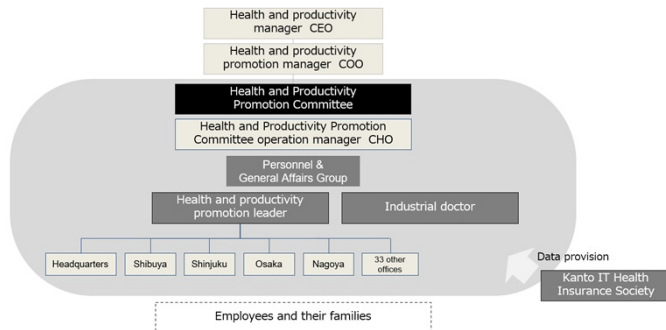 Health and productivity
manager CEO
Health and productivity
promotion manager COO
Health and Productivity
Promotion Committee
Health and Productivity Promotion
Committee operation manager CHO
Personnel &
General Affairs Group
Health and productivity
promotion leader
Industrial doctor
Headquarters
Shibuya
Shinjuku
Osaka
Nagoya
33 other
offices
Data provision
Kanto IT Health
Insurance Society
Employees and their families